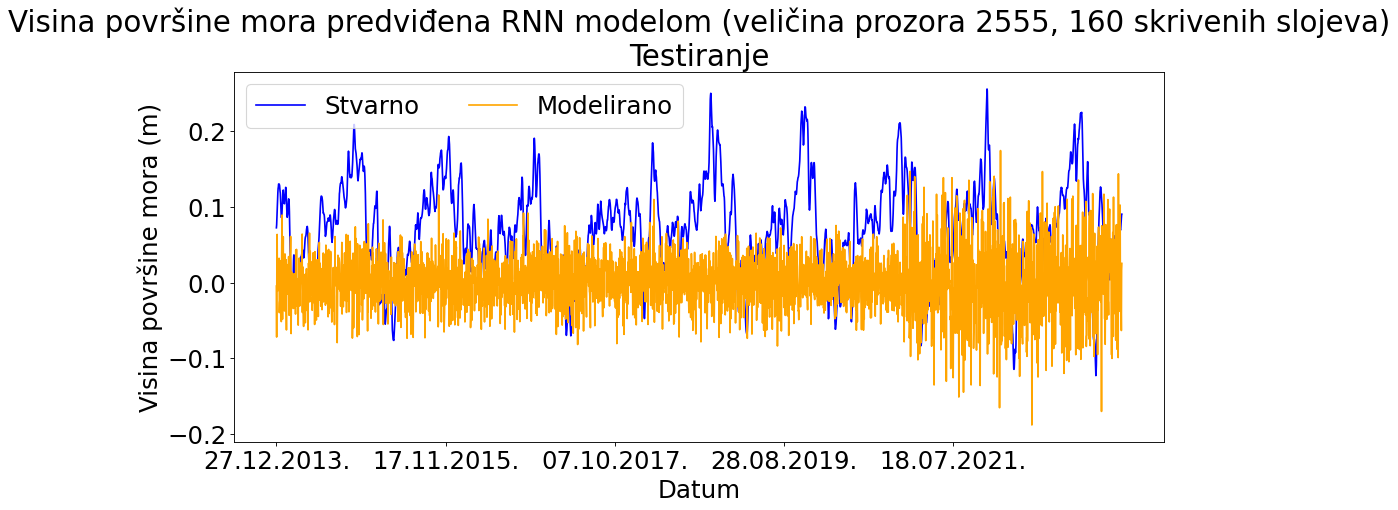 Visina površine mora predviđena RNN modelom (veličina prozora 2555, 160 skrivenih slojeva)
Testiranje
Stvarno
Modelirano
Visina površine mora (m)
0.2
0.1
0.0
−0.1
−0.2
27.12.2013. 17.11.2015. 07.10.2017. 28.08.2019. 18.07.2021.
Datum